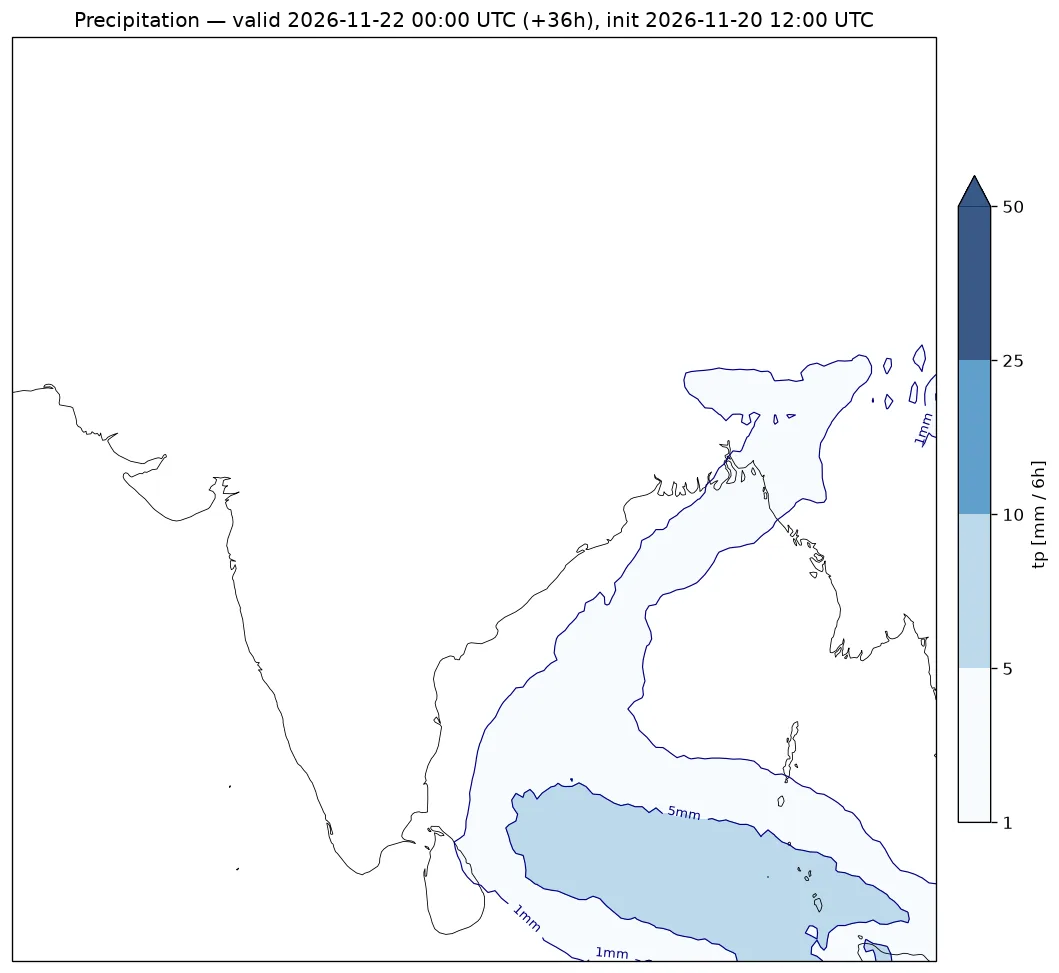 Precipitation — valid 2026-11-22 00:00 UTC (+36h), init 2026-11-20 12:00 UTC
50
25
10
5
1
tp [mm / 6h]
1mm
5mm
1mm
1mm